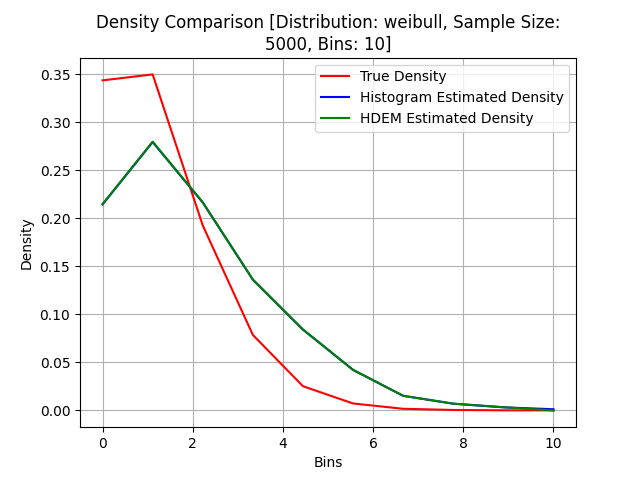 Density Comparison [Distribution: weibull, Sample Size:
5000, Bins: 10]
True Density
Histogram Estimated Density
HDEM Estimated Density
Density
0.35
0.30
0.25
0.20
0.15
0.10
0.05
0.00
0 2 4 6 8 10
Bins